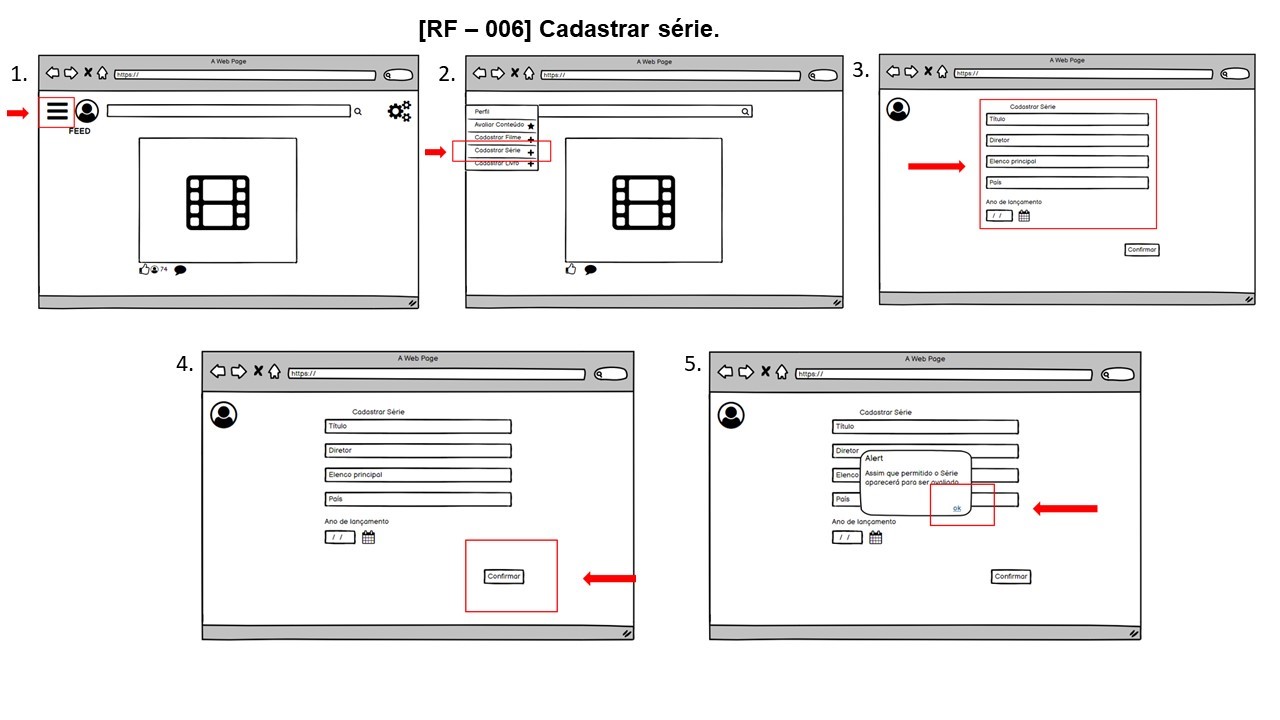 [RF – 006] Cadastrar série.
1.
A Web Page
https://
FEED
74
2.
A Web Page
https://
Perfil
Avaliar Conteúdo
Cadastrar Filme
Cadastrar Série
Cadastrar Livro
3.
A Web Page
https://
Cadastrar Série
Título
Diretor
Elenco principal
País
Ano de lançamento
/ /
Confirmar
4.
A Web Page
https://
Cadastrar Série
Título
Diretor
Elenco principal
País
Ano de lançamento
/ /
Confirmar
5.
A Web Page
https://
Cadastrar Série
Título
Diretor
Elenco
País
Alert
Assim que permitido o Série
aparecerá para ser avaliado
ok
Ano de lançamento
/ /
Confirmar